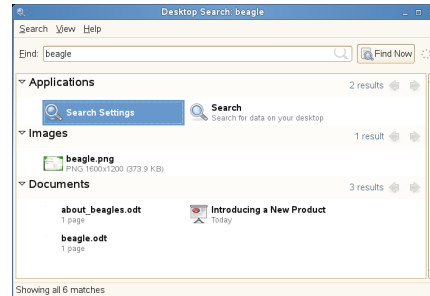 Desktop Search: beagle
Search View Help
Find: beagle Find Now
Applications 2 results
Search Settings Search
Search for data on your desktop
Images 1 result
beagle.png
PNG 1600x1200 (373.9 KB)
Documents 3 results
about_beagles.odt Introducing a New Product
1 page Today
beagle.odt
1 page
Showing all 6 matches